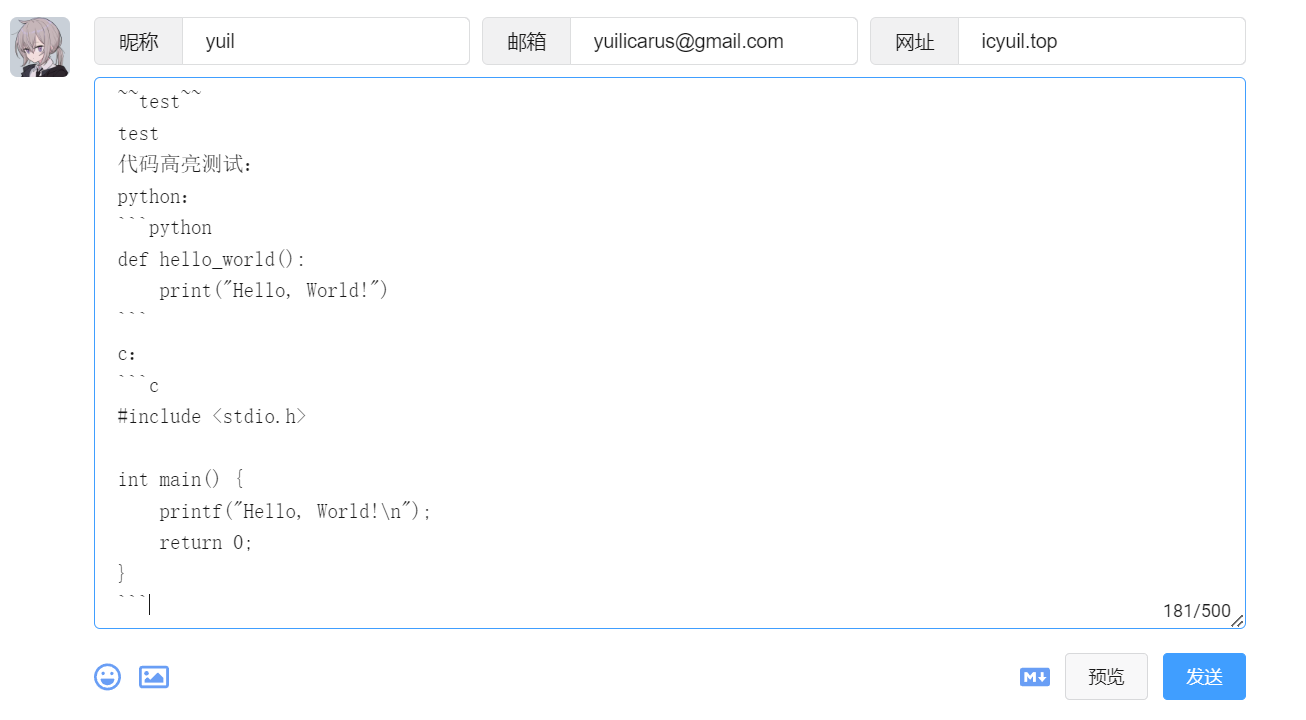 昵称 yuil 邮箱 yuilicarus@gmail.com 网址 icyuil.top
~~test~~
test
代码高亮测试：
python：
```python
def hello_world():
    print("Hello, World!")
```
c：
```c
#include <stdio.h>

int main() {
    printf("Hello, World!\n");
    return 0;
}
```
181/500
M 预览 发送